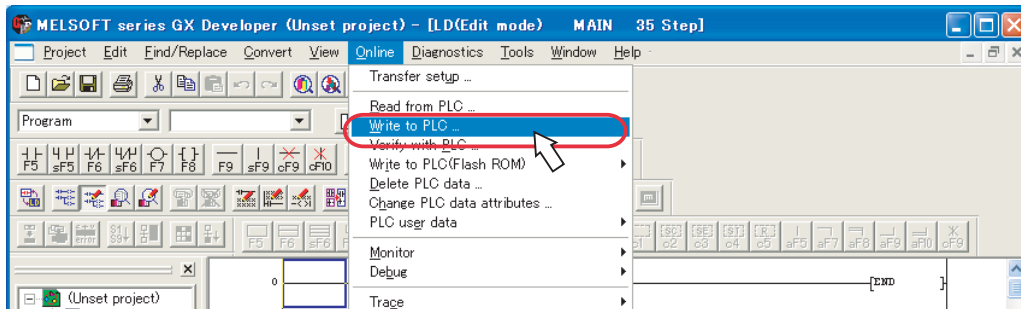 MELSOFT series GX Developer (Unset project) - [LD(Edit mode)    MAIN    35 Step]
Project Edit Find/Replace Convert View Online Diagnostics Tools Window Help
Transfer setup ...
Read from PLC ...
Program
Write to PLC ...
Verify with PLC ...
F5 sF5 F6 sF6 F7 F8 F9 sF9 cF9 cF10
Write to PLC(Flash ROM)
Delete PLC data ...
Change PLC data attributes ...
PLC user data
error F5 F6 sF6 c2 c3 c4 c5 aF5 aF7 aF8 aF9 aF10 cF9
Monitor
Debug
0 [END ]
(Unset project)
Trace